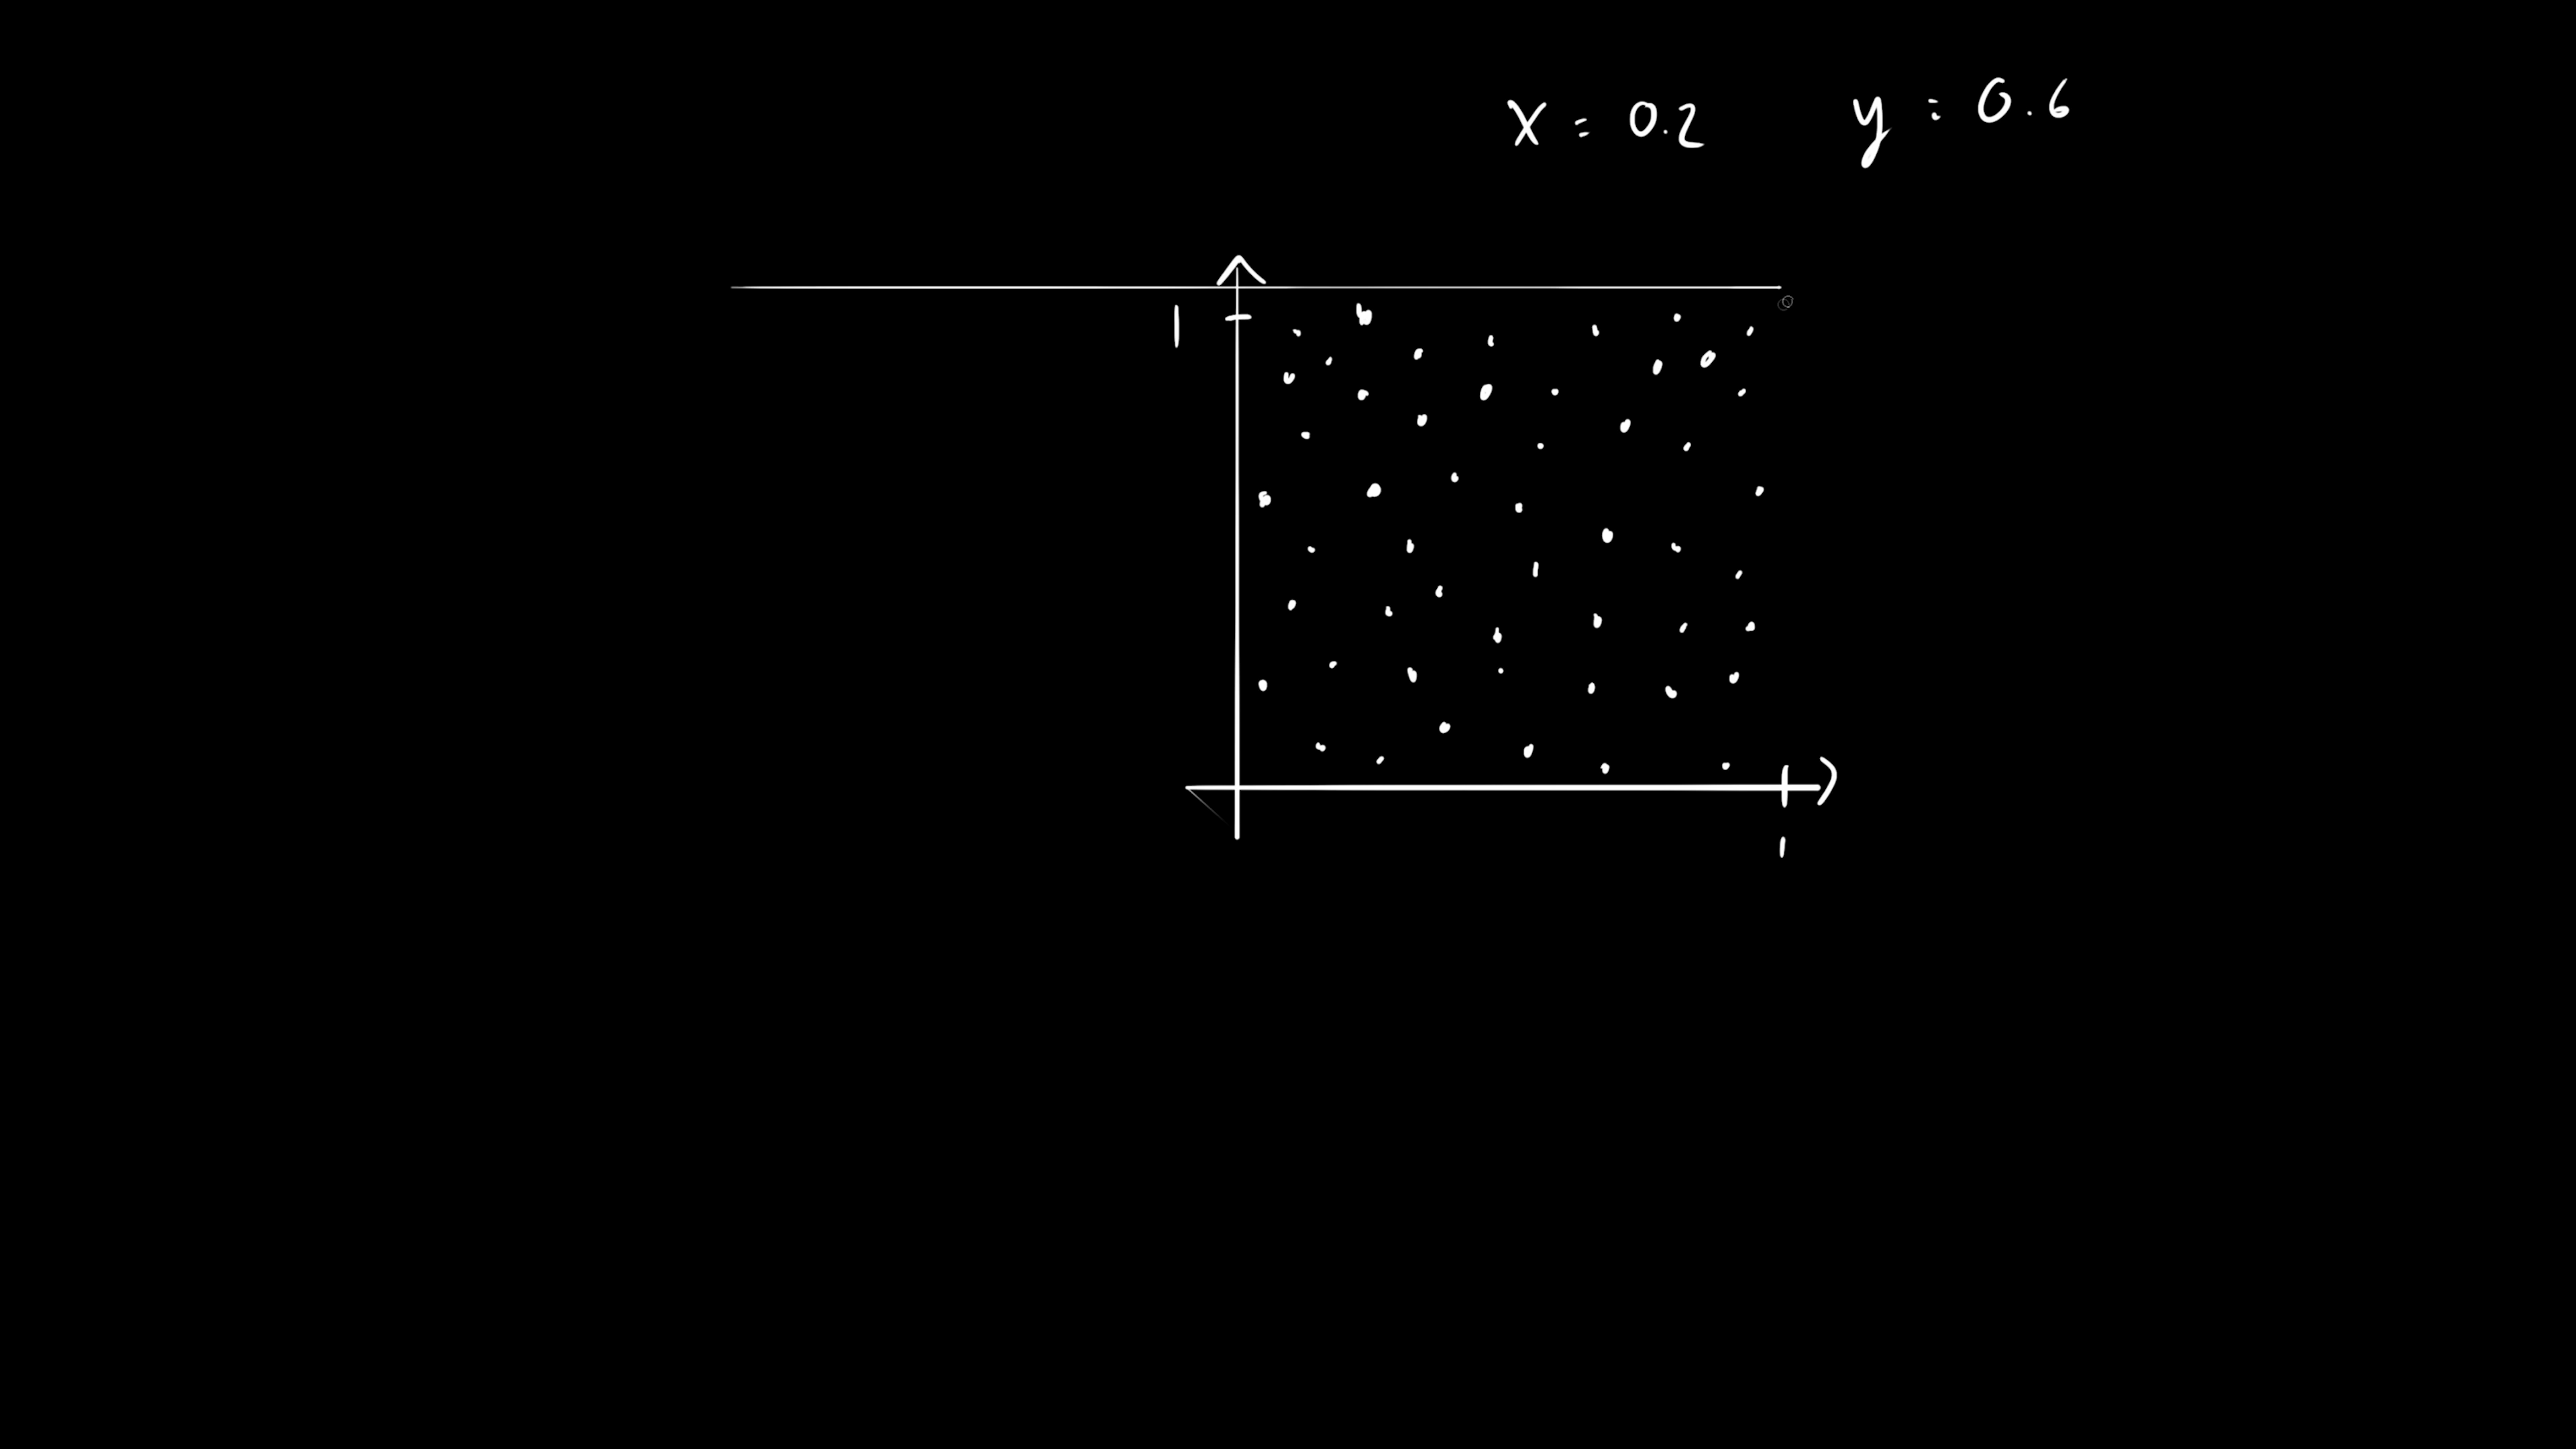 x = 0.2 y = 0.6
1
1